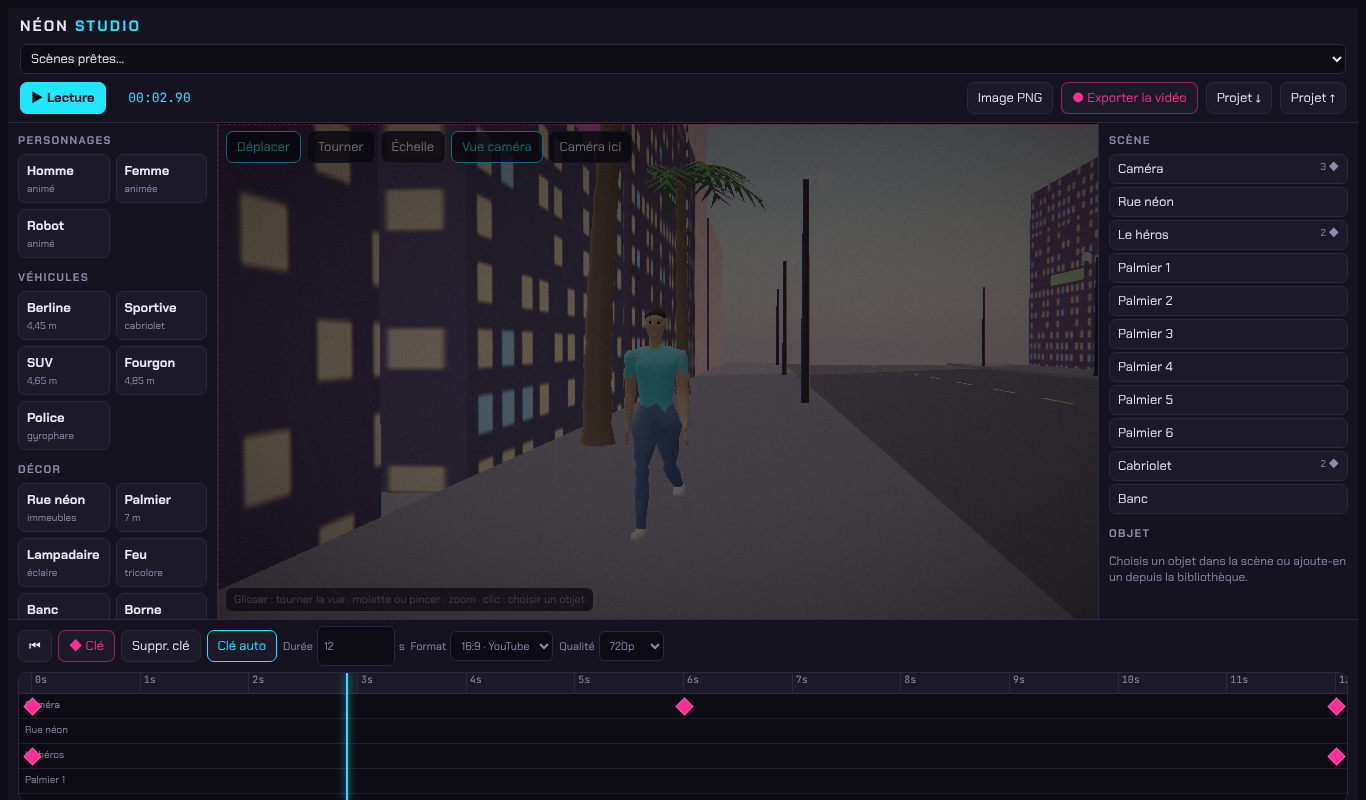 NÉON STUDIO
Scènes prêtes...
▶ Lecture
00:02.90
Image PNG
● Exporter la vidéo
Projet ↓
Projet ↑
PERSONNAGES
Homme
animé
Femme
animée
Robot
animé
VÉHICULES
Berline
4,45 m
Sportive
cabriolet
SUV
4,65 m
Fourgon
4,85 m
Police
gyrophare
DÉCOR
Rue néon
immeubles
Palmier
7 m
Lampadaire
éclaire
Feu
tricolore
Banc
Borne
Déplacer
Tourner
Échelle
Vue caméra
Caméra ici
Glisser : tourner la vue · molette ou pincer : zoom · clic : choisir un objet
SCÈNE
Caméra 3 ◆
Rue néon
Le héros 2 ◆
Palmier 1
Palmier 2
Palmier 3
Palmier 4
Palmier 5
Palmier 6
Cabriolet 2 ◆
Banc
OBJET
Choisis un objet dans la scène ou ajoute-en
un depuis la bibliothèque.
⏮
◆ Clé
Suppr. clé
Clé auto
Durée 12 s
Format 16:9 · YouTube
Qualité 720p
0s 1s 2s 3s 4s 5s 6s 7s 8s 9s 10s 11s
méra
Rue néon
héros
Palmier 1